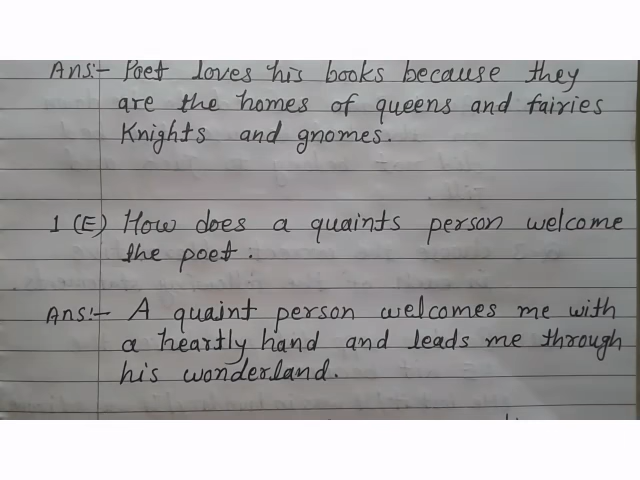 Ans:- Poet loves his books because they
are the homes of queens and fairies
Knights and gnomes.
1 (E) How does a quaints person welcome
the poet.
Ans:- A quaint person welcomes me with
a heartly hand and leads me through
his wonderland.